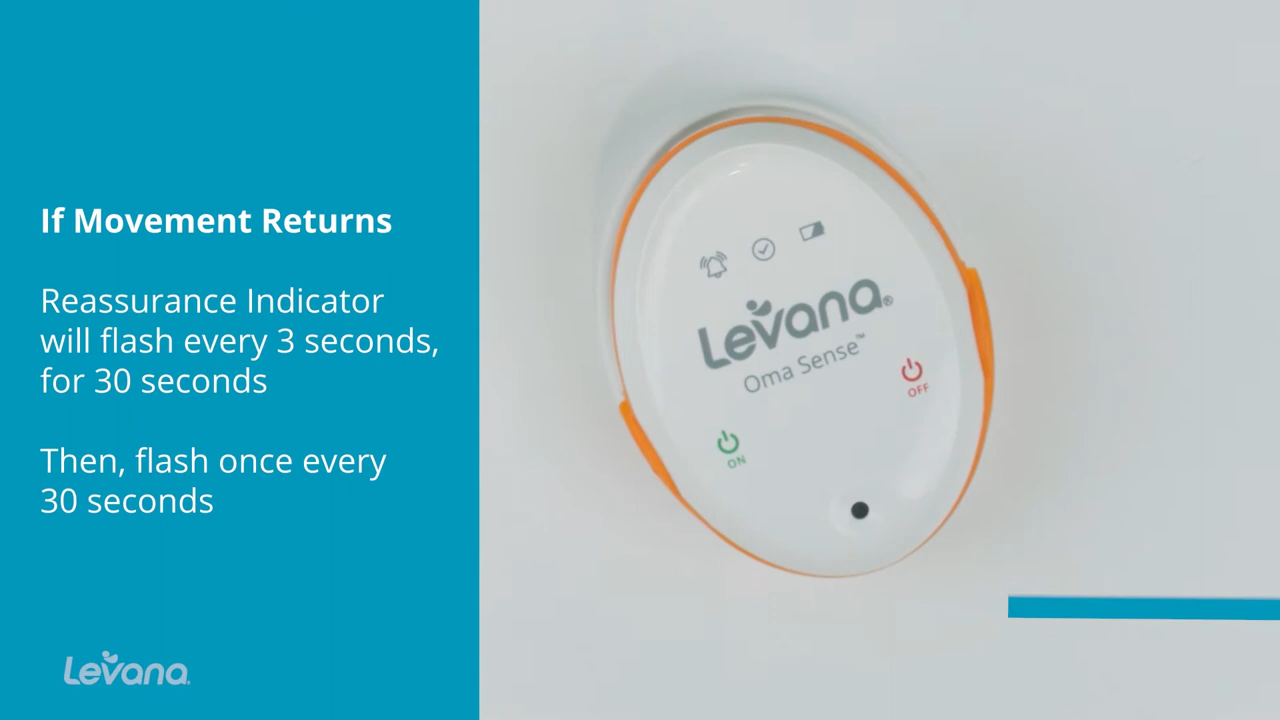 If Movement Returns
Reassurance Indicator
will flash every 3 seconds,
for 30 seconds
Then, flash once every
30 seconds
Levana
Levana®
Oma Sense™
OFF
ON